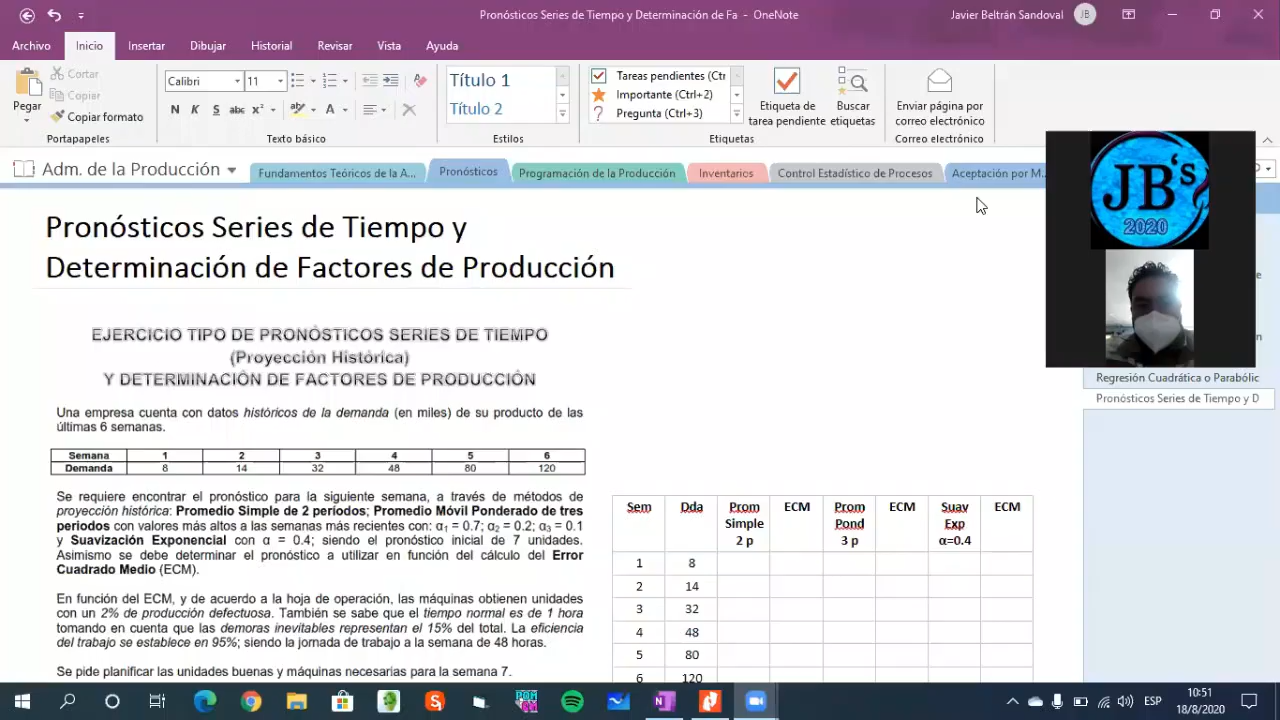 Pronósticos Series de Tiempo y Determinación de Fa - OneNote
Javier Beltrán Sandoval JB
Archivo Inicio Insertar Dibujar Historial Revisar Vista Ayuda
Pegar
Cortar
Copiar
Copiar formato
Portapapeles
Calibri 11
N K S abc x²
A
Texto básico
Título 1
Título 2
Estilos
Tareas pendientes (Ctr
Importante (Ctrl+2)
Pregunta (Ctrl+3)
Etiqueta de
tarea pendiente
Buscar
etiquetas
Etiquetas
Enviar página por
correo electrónico
Correo electrónico
Adm. de la Producción
Fundamentos Teóricos de la A...
Pronósticos
Programación de la Producción
Inventarios
Control Estadístico de Procesos
Aceptación por M...
JB's
2020
Regresión Cuadrática o Parabólic
Pronósticos Series de Tiempo y D
Pronósticos Series de Tiempo y
Determinación de Factores de Producción
EJERCICIO TIPO DE PRONÓSTICOS SERIES DE TIEMPO
(Proyección Histórica)
Y DETERMINACIÓN DE FACTORES DE PRODUCCIÓN
Una empresa cuenta con datos históricos de la demanda (en miles) de su producto de las
últimas 6 semanas.
Semana 1 2 3 4 5 6
Demanda 8 14 32 48 80 120
Se requiere encontrar el pronóstico para la siguiente semana, a través de métodos de
proyección histórica: Promedio Simple de 2 períodos; Promedio Móvil Ponderado de tres
periodos con valores más altos a las semanas más recientes con: α1 = 0.7; α2 = 0.2; α3 = 0.1
y Suavización Exponencial con α = 0.4; siendo el pronóstico inicial de 7 unidades.
Asimismo se debe determinar el pronóstico a utilizar en función del cálculo del Error
Cuadrado Medio (ECM).
En función del ECM, y de acuerdo a la hoja de operación, las máquinas obtienen unidades
con un 2% de producción defectuosa. También se sabe que el tiempo normal es de 1 hora
tomando en cuenta que las demoras inevitables representan el 15% del total. La eficiencia
del trabajo se establece en 95%; siendo la jornada de trabajo a la semana de 48 horas.
Se pide planificar las unidades buenas y máquinas necesarias para la semana 7.
Sem Dda Prom ECM Prom ECM Suav ECM
Simple Pond Exp
2 p 3 p α=0.4
1 8
2 14
3 32
4 48
5 80
6 120
ESP
10:51
18/8/2020